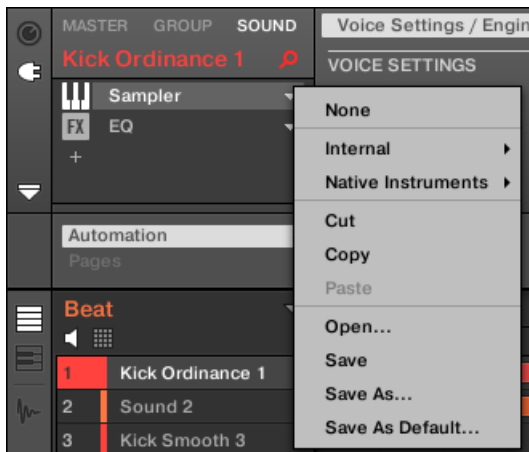 MASTER GROUP SOUND
Voice Settings / Engin
Kick Ordinance 1
VOICE SETTINGS
Sampler
FX EQ
+
None
Internal
Native Instruments
Cut
Copy
Paste
Open...
Save
Save As...
Save As Default...
Automation
Pages
Beat
1 Kick Ordinance 1
2 Sound 2
3 Kick Smooth 3